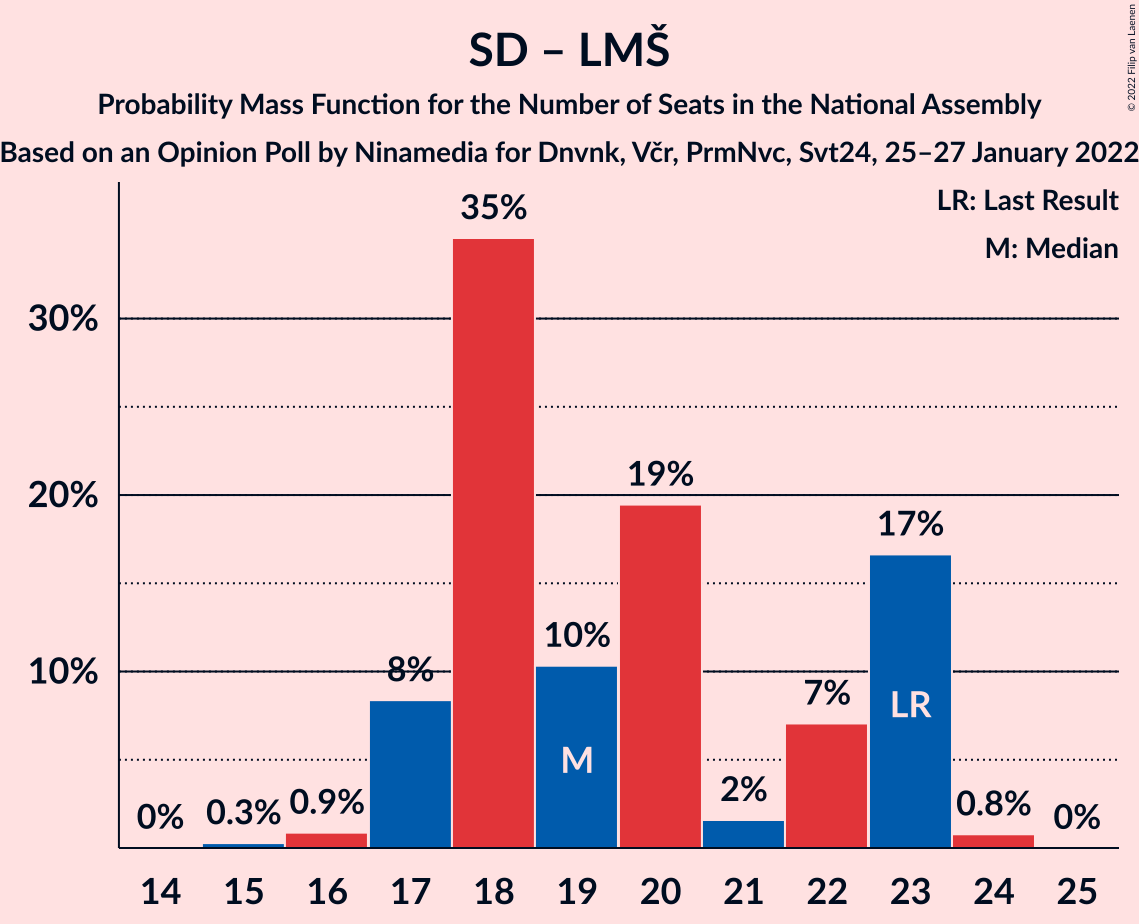 SD – LMŠ
Probability Mass Function for the Number of Seats in the National Assembly
Based on an Opinion Poll by Ninamedia for Dnvnk, Včr, PrmNvc, Svt24, 25–27 January 2022
© 2022 Filip van Laenen
LR: Last Result
M: Median
30%
20%
10%
0%
0.3%
0.9%
8%
35%
10%
19%
2%
7%
17%
0.8%
0%
M
LR
14 15 16 17 18 19 20 21 22 23 24 25